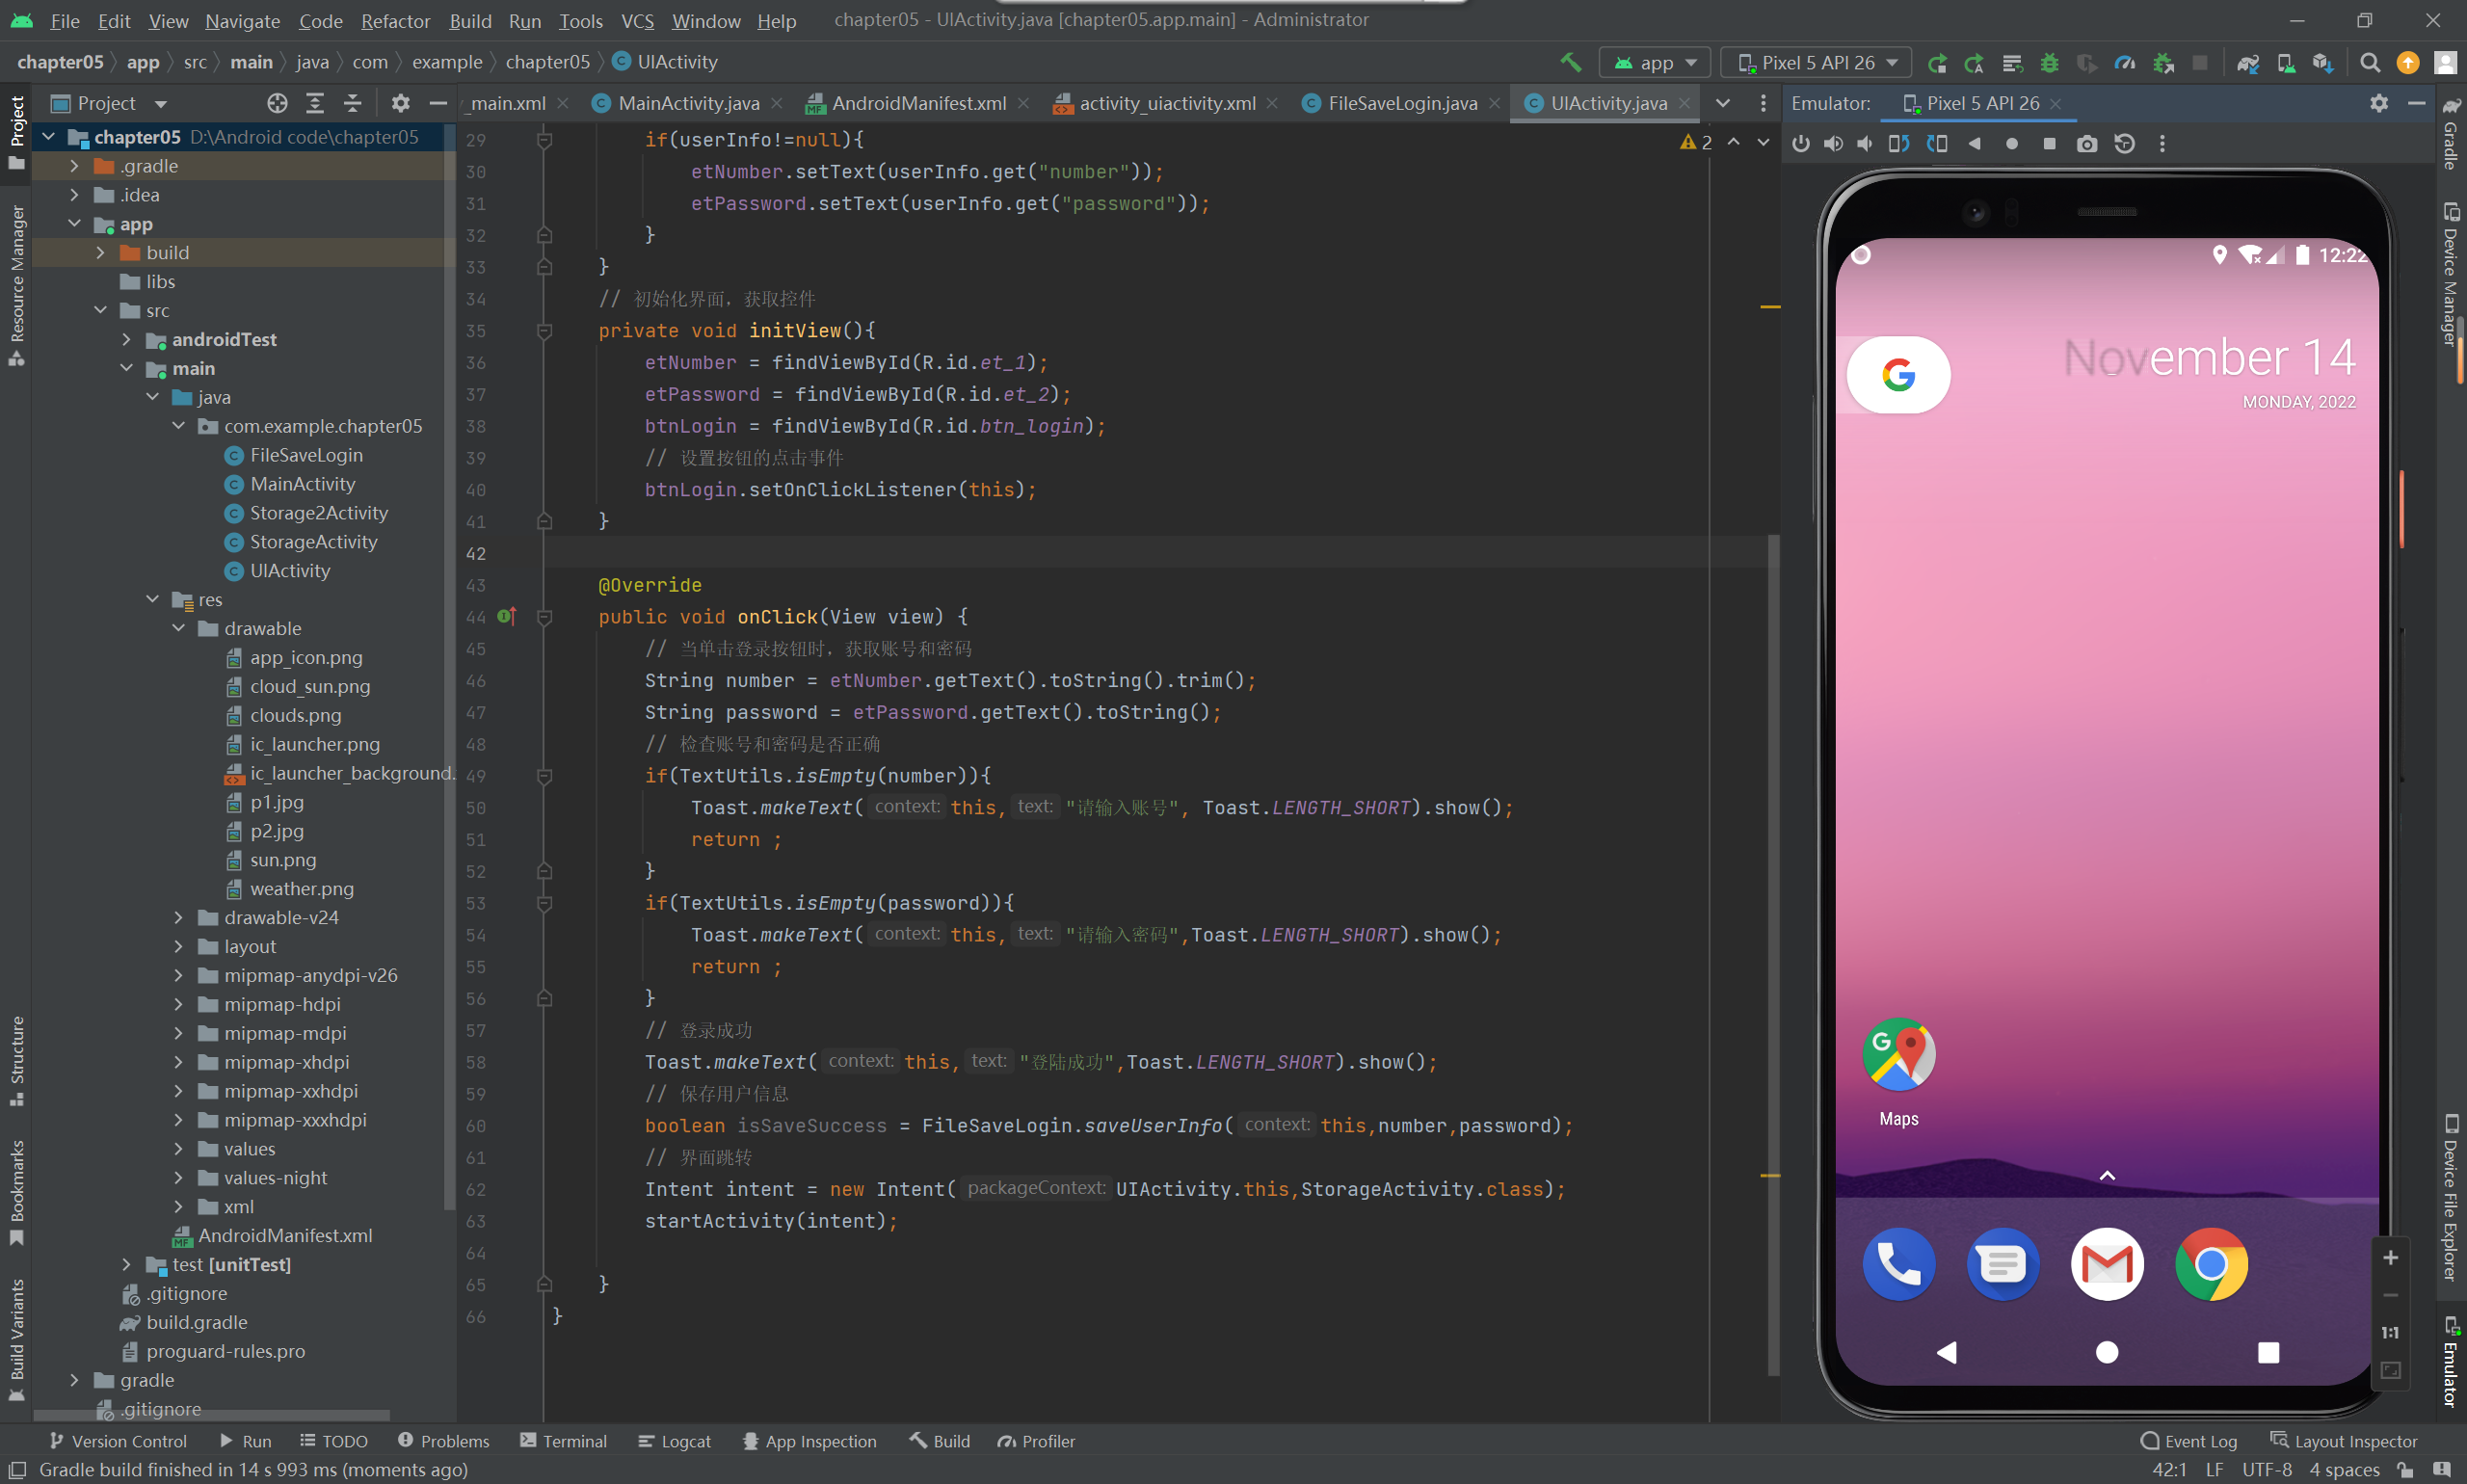 File Edit View Navigate Code Refactor Build Run Tools VCS Window Help chapter05 - UIActivity.java [chapter05.app.main] - Administrator
chapter05 app src main java com example chapter05 UIActivity app Pixel 5 API 26
Project
_main.xml MainActivity.java AndroidManifest.xml activity_uiactivity.xml FileSaveLogin.java UIActivity.java
Emulator: Pixel 5 API 26
Project
Resource Manager
Structure
Bookmarks
Build Variants
chapter05 D:\Android code\chapter05
.gradle
.idea
app
build
libs
src
androidTest
main
java
com.example.chapter05
FileSaveLogin
MainActivity
Storage2Activity
StorageActivity
UIActivity
res
drawable
app_icon.png
cloud_sun.png
clouds.png
ic_launcher.png
ic_launcher_background.
p1.jpg
p2.jpg
sun.png
weather.png
drawable-v24
layout
mipmap-anydpi-v26
mipmap-hdpi
mipmap-mdpi
mipmap-xhdpi
mipmap-xxhdpi
mipmap-xxxhdpi
values
values-night
xml
AndroidManifest.xml
test [unitTest]
.gitignore
build.gradle
proguard-rules.pro
gradle
.gitignore
2
29 if(userInfo!=null){
30 etNumber.setText(userInfo.get("number"));
31 etPassword.setText(userInfo.get("password"));
32 }
33 }
34 // 初始化界面，获取控件
35 private void initView(){
36 etNumber = findViewById(R.id.et_1);
37 etPassword = findViewById(R.id.et_2);
38 btnLogin = findViewById(R.id.btn_login);
39 // 设置按钮的点击事件
40 btnLogin.setOnClickListener(this);
41 }
42
43 @Override
44 public void onClick(View view) {
45 // 当单击登录按钮时，获取账号和密码
46 String number = etNumber.getText().toString().trim();
47 String password = etPassword.getText().toString();
48 // 检查账号和密码是否正确
49 if(TextUtils.isEmpty(number)){
50 Toast.makeText( context: this, text: "请输入账号", Toast.LENGTH_SHORT).show();
51 return ;
52 }
53 if(TextUtils.isEmpty(password)){
54 Toast.makeText( context: this, text: "请输入密码",Toast.LENGTH_SHORT).show();
55 return ;
56 }
57 // 登录成功
58 Toast.makeText( context: this, text: "登陆成功",Toast.LENGTH_SHORT).show();
59 // 保存用户信息
60 boolean isSaveSuccess = FileSaveLogin.saveUserInfo( context: this,number,password);
61 // 界面跳转
62 Intent intent = new Intent( packageContext: UIActivity.this,StorageActivity.class);
63 startActivity(intent);
64
65 }
66 }
12:22
November 14
MONDAY, 2022
Maps
1:1
Gradle
Device Manager
Device File Explorer
Emulator
Version Control Run TODO Problems Terminal Logcat App Inspection Build Profiler Event Log Layout Inspector
Gradle build finished in 14 s 993 ms (moments ago) 42:1 LF UTF-8 4 spaces